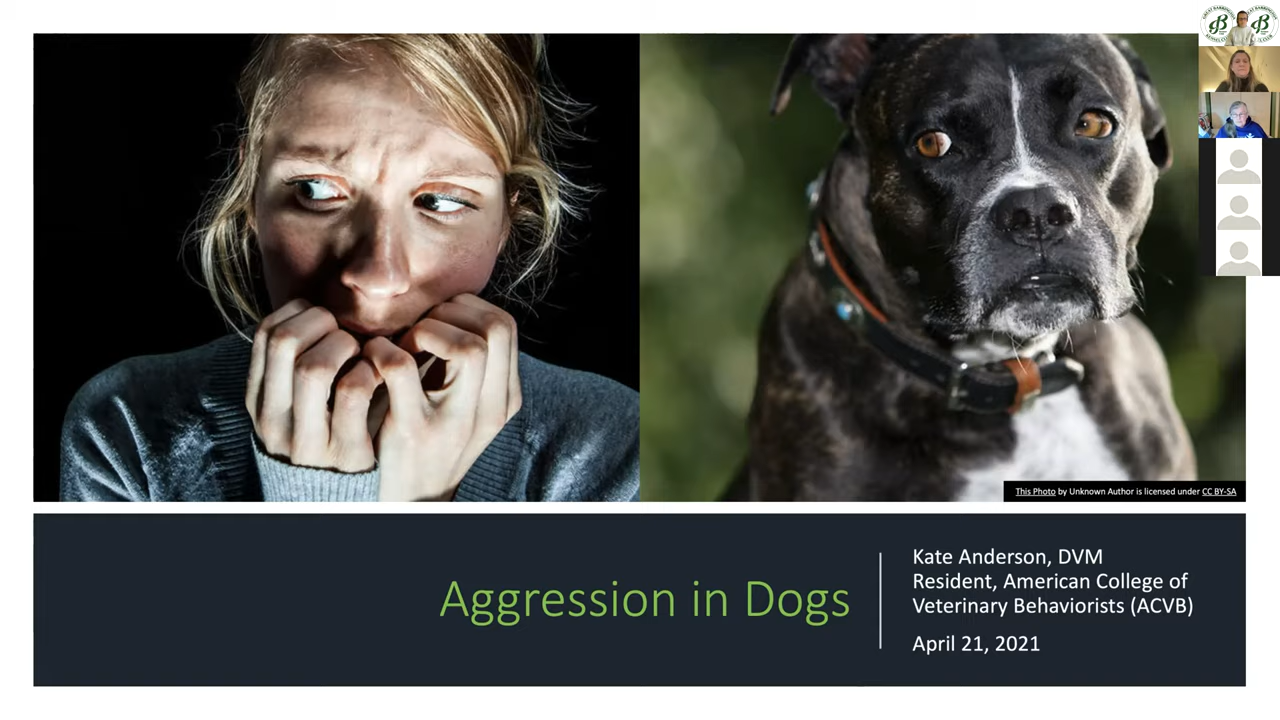 This Photo by Unknown Author is licensed under CC BY-SA
Aggression in Dogs
Kate Anderson, DVM
Resident, American College of
Veterinary Behaviorists (ACVB)
April 21, 2021